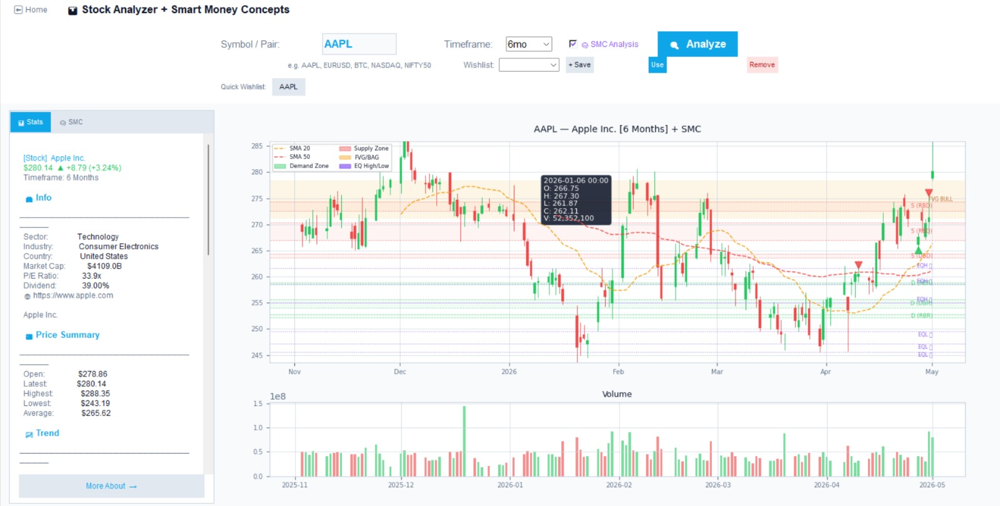 Home
Stock Analyzer + Smart Money Concepts
Symbol / Pair: AAPL Timeframe: 6mo SMC Analysis Analyze
e.g. AAPL, EURUSD, BTC, NASDAQ, NIFTY50 Wishlist: + Save Use Remove
Quick Wishlist: AAPL
Stats SMC
[Stock] Apple Inc.
$280.14 ▲ +8.79 (+3.24%)
Timeframe: 6 Months
Info
Sector: Technology
Industry: Consumer Electronics
Country: United States
Market Cap: $4109.0B
P/E Ratio: 33.9x
Dividend: 39.00%
https://www.apple.com
Apple Inc.
Price Summary
Open: $278.86
Latest: $280.14
Highest: $288.35
Lowest: $243.19
Average: $265.62
Trend
More About →
AAPL — Apple Inc. [6 Months] + SMC
SMA 20
SMA 50
Demand Zone
Supply Zone
FVG/BAG
EQ High/Low
285
280
275
270
265
260
255
250
245
2026-01-06 00:00
O: 266.75
H: 267.30
L: 261.87
C: 262.11
V: 52,352,100
FVG BULL
S (RBD)
S (RBD)
S (DBD)
EQH
EQH
EQH
D (DBR)
D (RBR)
EQL
EQL
EQL
Nov Dec 2026 Feb Mar Apr May
Volume
1e8
1.5
1.0
0.5
0.0
2025-11 2025-12 2026-01 2026-02 2026-03 2026-04 2026-05